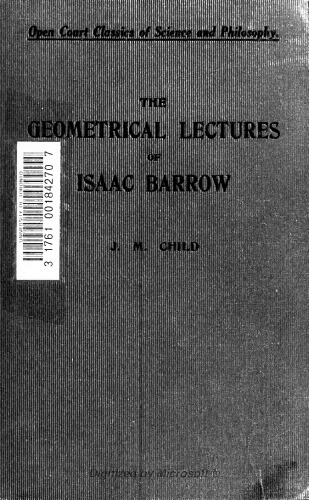 Open Court Classics of Science and Philosophy.
THE
GEOMETRICAL LECTURES
OF
ISAAC BARROW
J. M. CHILD
3 1761 00184270 7
Digitized by Microsoft®